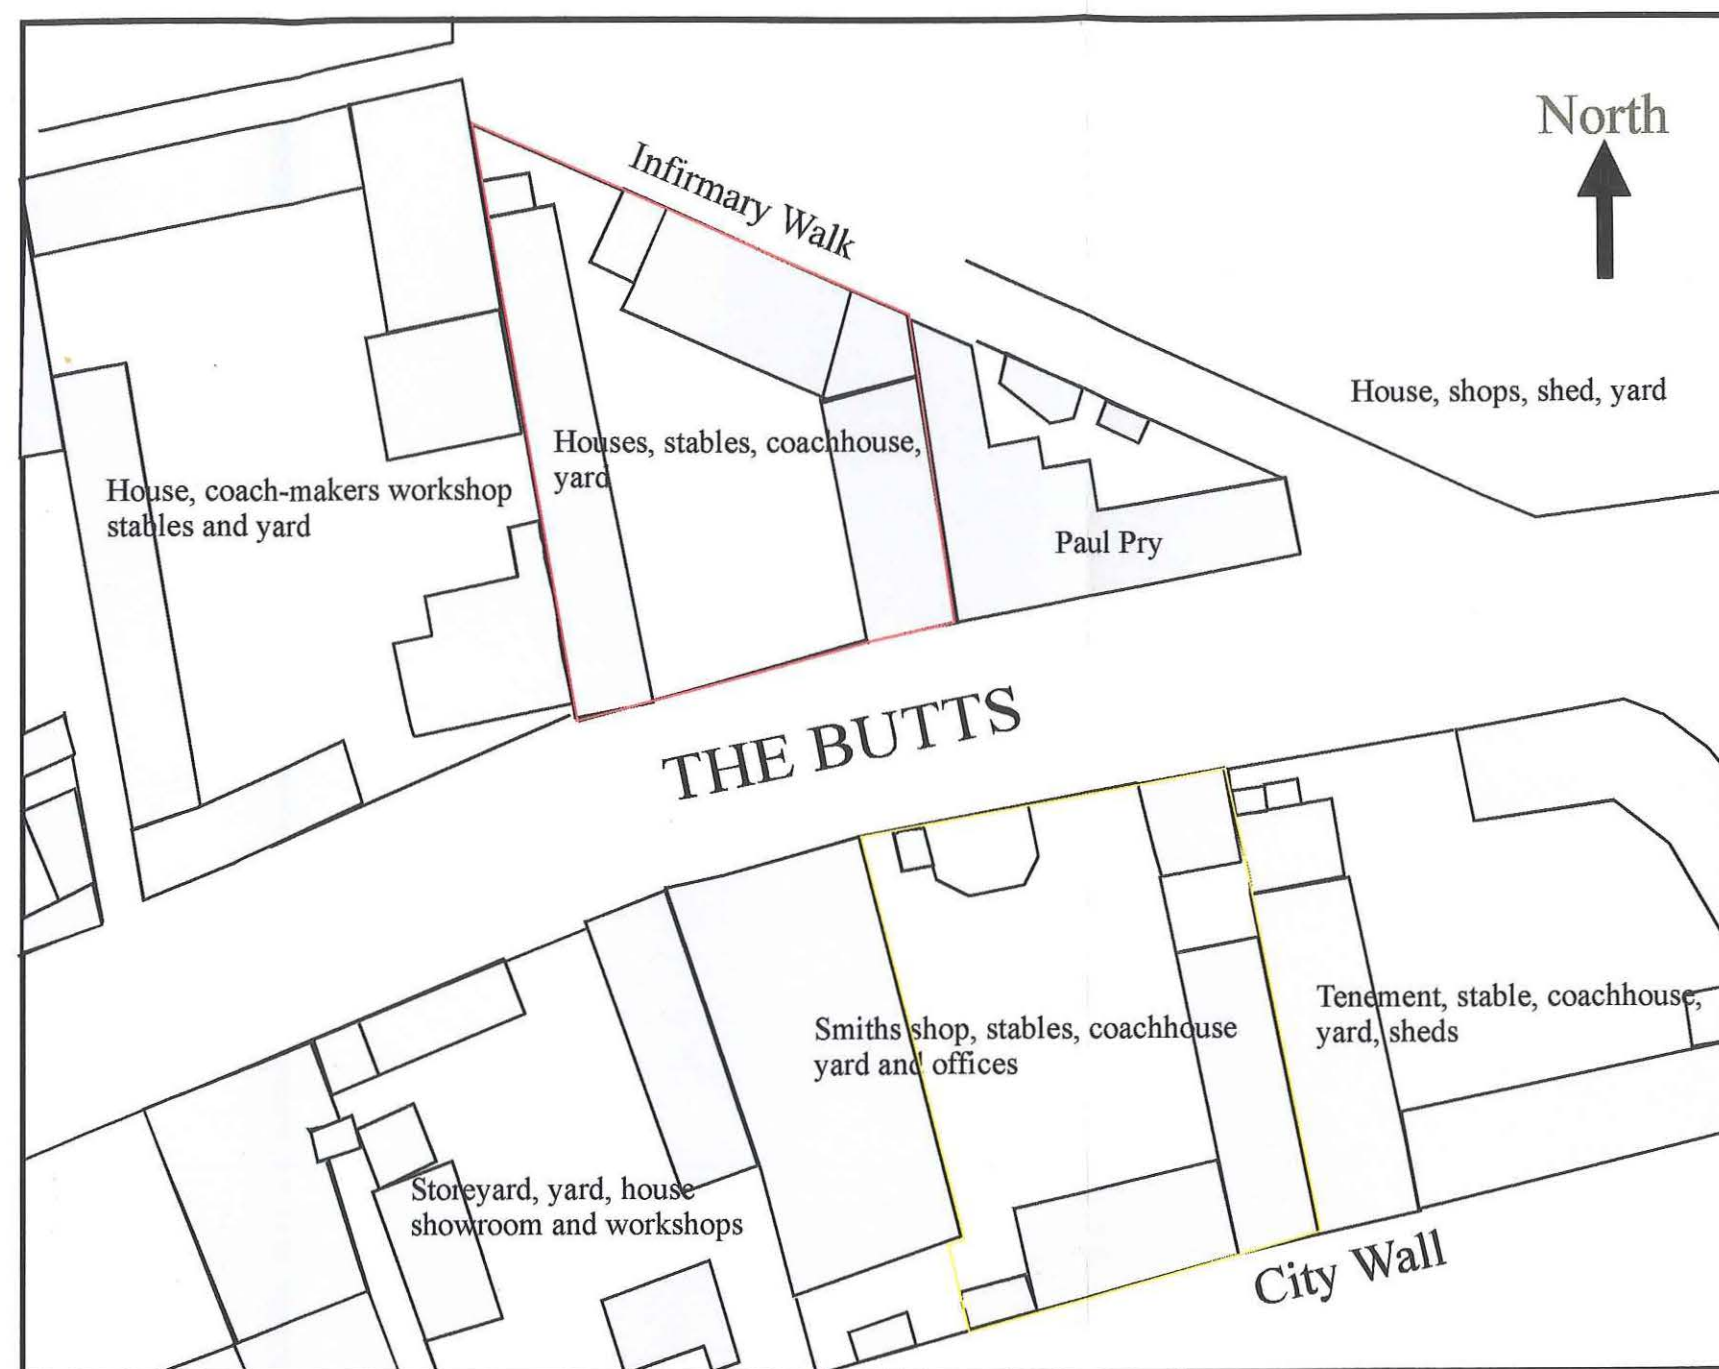 North
Infirmary Walk
House, shops, shed, yard
Houses, stables, coachhouse,
yard
House, coach-makers workshop
stables and yard
Paul Pry
THE BUTTS
Tenement, stable, coachhouse,
yard, sheds
Smiths shop, stables, coachhouse
yard and offices
Storeyard, yard, house
showroom and workshops
City Wall